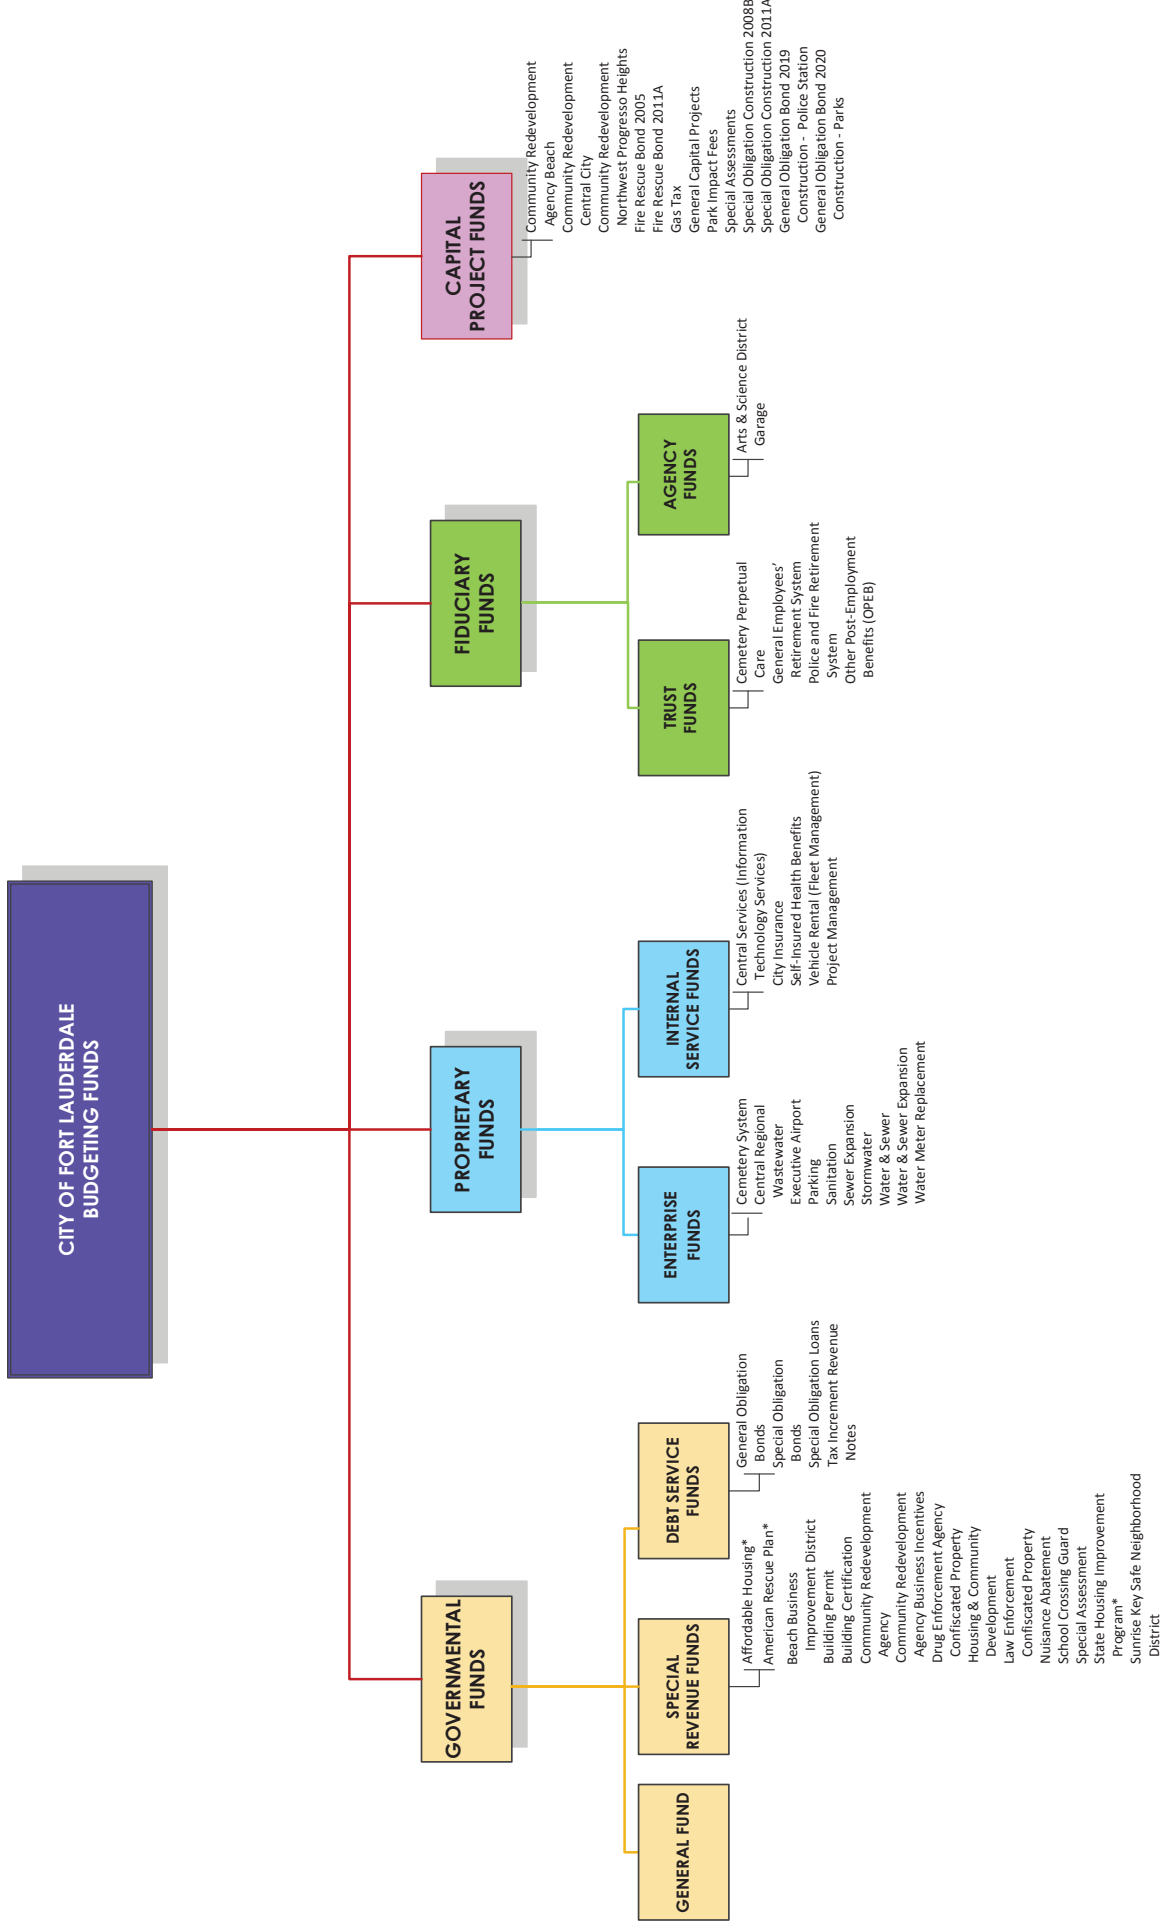 CITY OF FORT LAUDERDALE
BUDGETING FUNDS
GOVERNMENTAL
FUNDS
PROPRIETARY
FUNDS
FIDUCIARY
FUNDS
CAPITAL
PROJECT FUNDS
GENERAL FUND
SPECIAL
REVENUE FUNDS
Affordable Housing*
American Rescue Plan*
Beach Business
Improvement District
Building Permit
Building Certification
Community Redevelopment
Agency
Community Redevelopment
Agency Business Incentives
Drug Enforcement Agency
Confiscated Property
Housing & Community
Development
Law Enforcement
Confiscated Property
Nuisance Abatement
School Crossing Guard
Special Assessment
State Housing Improvement
Program*
Sunrise Key Safe Neighborhood
District
DEBT SERVICE
FUNDS
General Obligation
Bonds
Special Obligation
Bonds
Special Obligation Loans
Tax Increment Revenue
Notes
ENTERPRISE
FUNDS
Cemetery System
Central Regional
Wastewater
Executive Airport
Parking
Sanitation
Sewer Expansion
Stormwater
Water & Sewer
Water & Sewer Expansion
Water Meter Replacement
INTERNAL
SERVICE FUNDS
Central Services (Information
Technology Services)
City Insurance
Self-Insured Health Benefits
Vehicle Rental (Fleet Management)
Project Management
TRUST
FUNDS
Cemetery Perpetual
Care
General Employees’
Retirement System
Police and Fire Retirement
System
Other Post-Employment
Benefits (OPEB)
AGENCY
FUNDS
Arts & Science District
Garage
Community Redevelopment
Agency Beach
Community Redevelopment
Central City
Community Redevelopment
Northwest Progresso Heights
Fire Rescue Bond 2005
Fire Rescue Bond 2011A
Gas Tax
General Capital Projects
Park Impact Fees
Special Assessments
Special Obligation Construction 2008B
Special Obligation Construction 2011A
General Obligation Bond 2019
Construction - Police Station
General Obligation Bond 2020
Construction - Parks